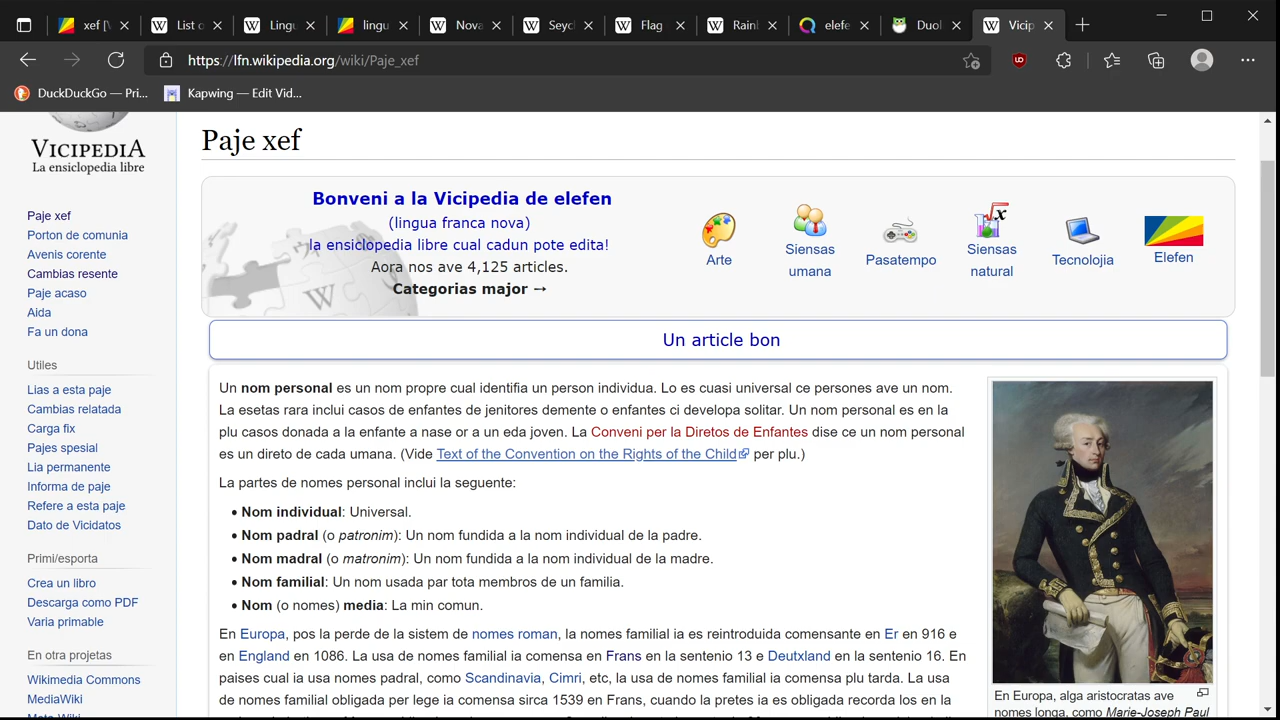 xef [V
List o
Lingu
lingu
Nova
Seych
Flag
Rainb
elefe
Duol
Vicip
https://lfn.wikipedia.org/wiki/Paje_xef
DuckDuckGo — Pri...
Kapwing — Edit Vid...
VICIPEDIA
La ensiclopedia libre
Paje xef
Porton de comunia
Avenis corente
Cambias resente
Paje acaso
Aida
Fa un dona
Utiles
Lias a esta paje
Cambias relatada
Carga fix
Pajes spesial
Lia permanente
Informa de paje
Refere a esta paje
Dato de Vicidatos
Primi/esporta
Crea un libro
Descarga como PDF
Varia primable
En otra projetas
Wikimedia Commons
MediaWiki
Meta-Wiki
Paje xef
Bonveni a la Vicipedia de elefen
(lingua franca nova)
la ensiclopedia libre cual cadun pote edita!
Aora nos ave 4,125 articles.
Categorias major →
Arte
Siensas
umana
Pasatempo
Siensas
natural
Tecnolojia
Elefen
Un article bon
Un nom personal es un nom propre cual identifia un person individua. Lo es cuasi universal ce persones ave un nom.
La esetas rara inclui casos de enfantes de jenitores demente o enfantes ci developa solitar. Un nom personal es en la
plu casos donada a la enfante a nase or a un eda joven. La Conveni per la Diretos de Enfantes dise ce un nom personal
es un direto de cada umana. (Vide Text of the Convention on the Rights of the Child per plu.)
La partes de nomes personal inclui la seguente:
• Nom individual: Universal.
• Nom padral (o patronim): Un nom fundida a la nom individual de la padre.
• Nom madral (o matronim): Un nom fundida a la nom individual de la madre.
• Nom familial: Un nom usada par tota membros de un familia.
• Nom (o nomes) media: La min comun.
En Europa, pos la perde de la sistem de nomes roman, la nomes familial ia es reintroduida comensante en Er en 916 e
en England en 1086. La usa de nomes familial ia comensa en Frans en la sentenio 13 e Deutxland en la sentenio 16. En
paises cual ia usa nomes padral, como Scandinavia, Cimri, etc, la usa de nomes familial ia comensa plu tarda. La usa
de nomes familial obligada per lege ia comensa sirca 1539 en Frans, cuando la pretes ia es obligada recorda los en la
En Europa, alga aristocratas ave
nomes longa, como Marie-Joseph Paul